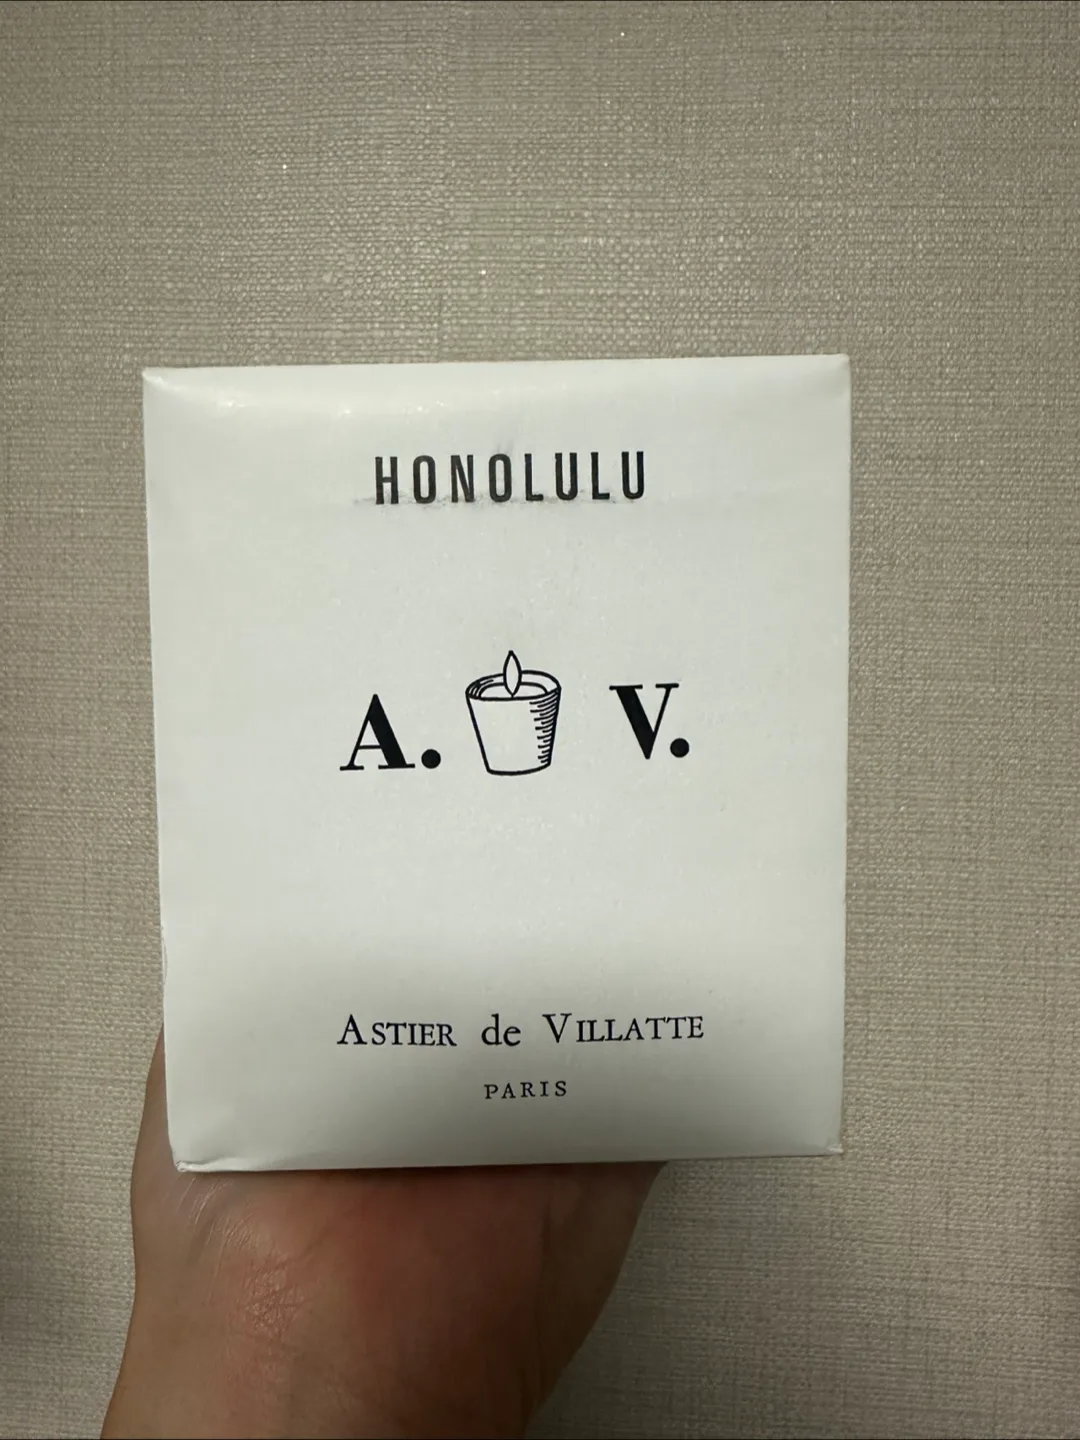 HONOLULU
A. V.
ASTIER de VILLATTE
PARIS